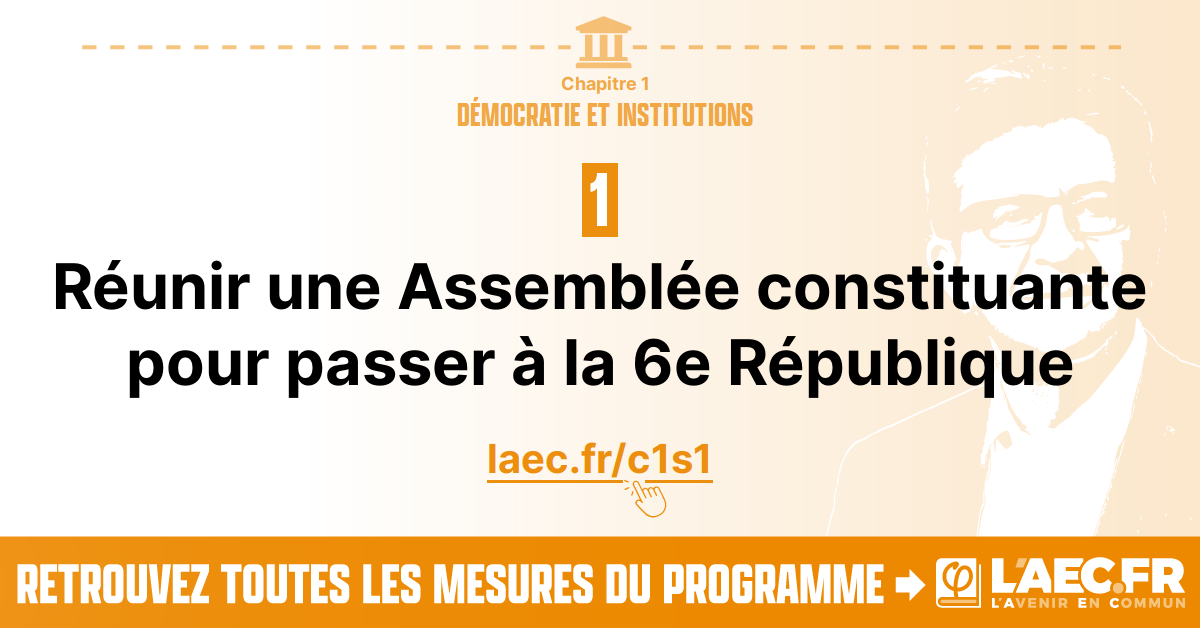 Chapitre 1
DÉMOCRATIE ET INSTITUTIONS
1
Réunir une Assemblée constituante
pour passer à la 6e République
laec.fr/c1s1
RETROUVEZ TOUTES LES MESURES DU PROGRAMME
φ L'AEC.FR
L'AVENIR EN COMMUN